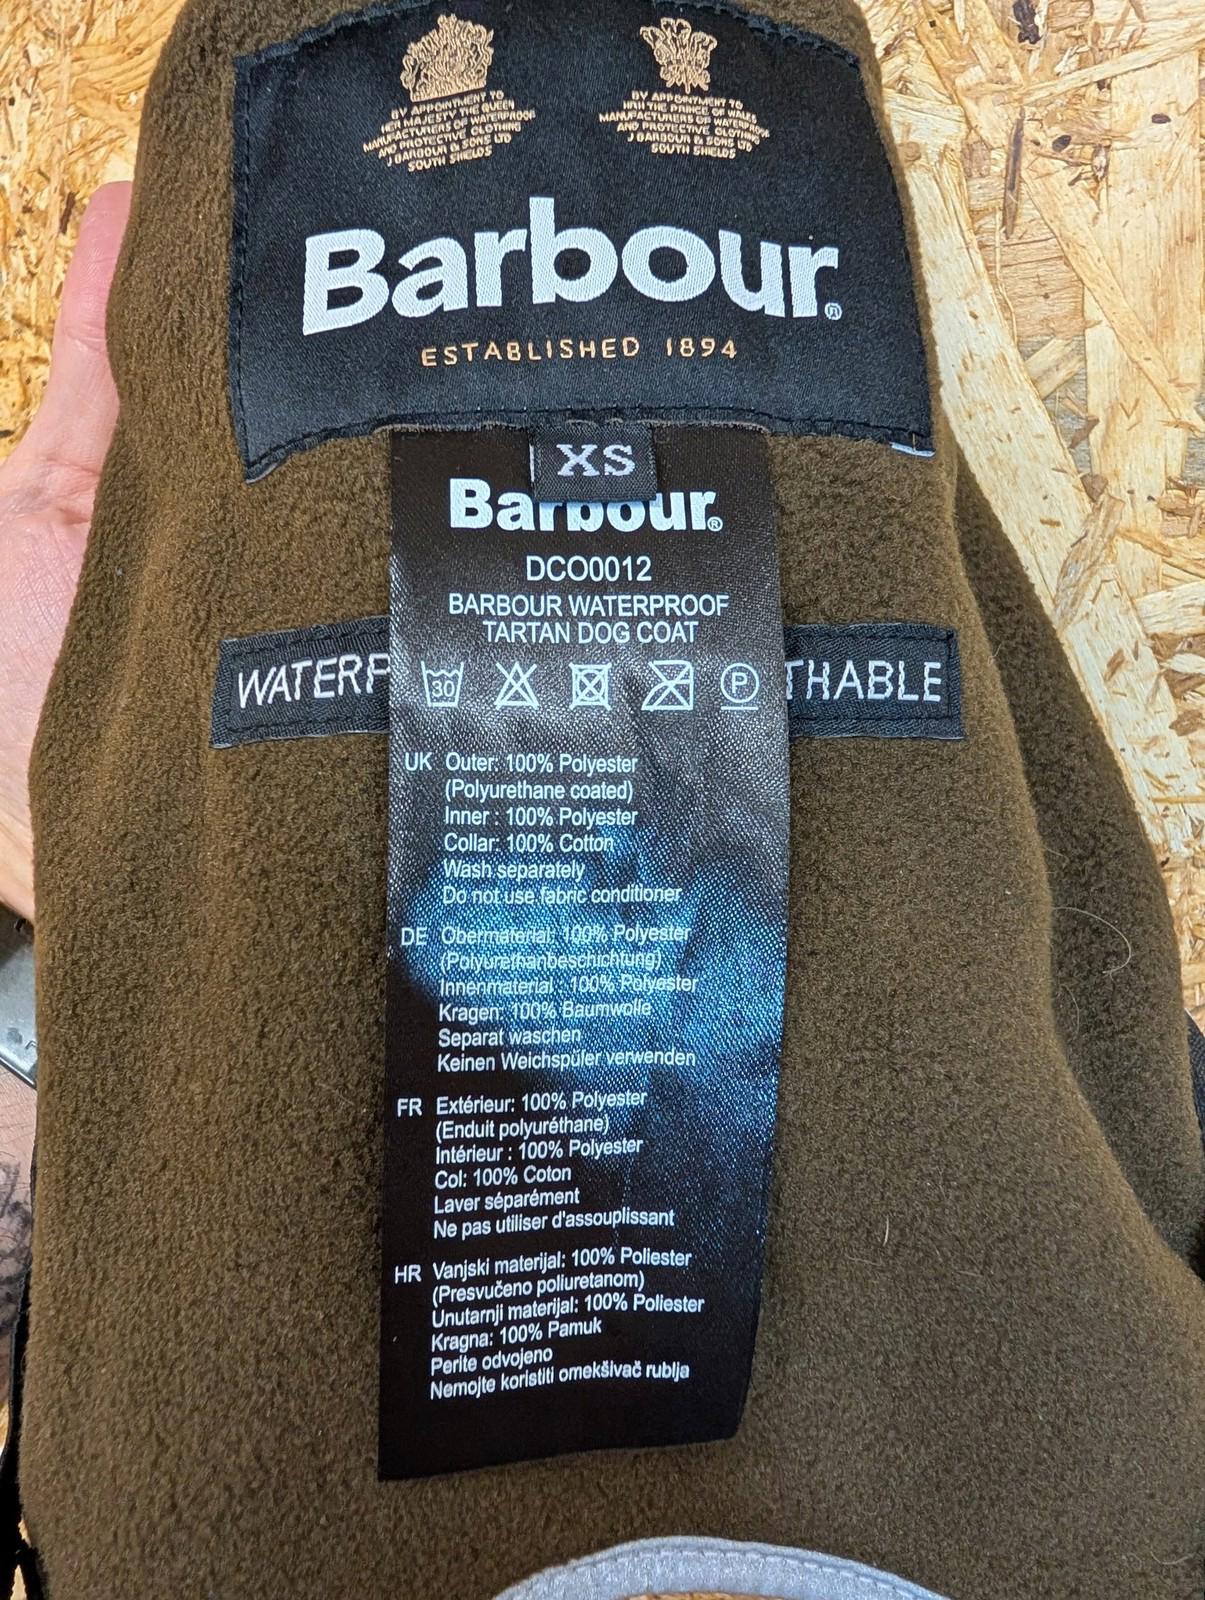 BY APPOINTMENT TO
HER MAJESTY THE QUEEN
MANUFACTURERS OF WATERPROOF
AND PROTECTIVE CLOTHING
J BARBOUR & SONS LTD
SOUTH SHIELDS
BY APPOINTMENT TO
HRH THE PRINCE OF WALES
MANUFACTURERS OF WATERPROOF
AND PROTECTIVE CLOTHING
J BARBOUR & SONS LTD
SOUTH SHIELDS
Barbour®
ESTABLISHED 1894
XS
Barbour®
DCO0012
BARBOUR WATERPROOF
TARTAN DOG COAT
WATERP THABLE
30 P
UK Outer: 100% Polyester
(Polyurethane coated)
Inner : 100% Polyester
Collar: 100% Cotton
Wash separately
Do not use fabric conditioner
DE Obermaterial: 100% Polyester
(Polyurethanbeschichtung)
Innenmaterial : 100% Polyester
Kragen: 100% Baumwolle
Separat waschen
Keinen Weichspüler verwenden
FR Extérieur: 100% Polyester
(Enduit polyuréthane)
Intérieur : 100% Polyester
Col: 100% Coton
Laver séparément
Ne pas utiliser d'assouplissant
HR Vanjski materijal: 100% Poliester
(Presvučeno poliuretanom)
Unutarnji materijal: 100% Poliester
Kragna: 100% Pamuk
Perite odvojeno
Nemojte koristiti omekšivač rublja